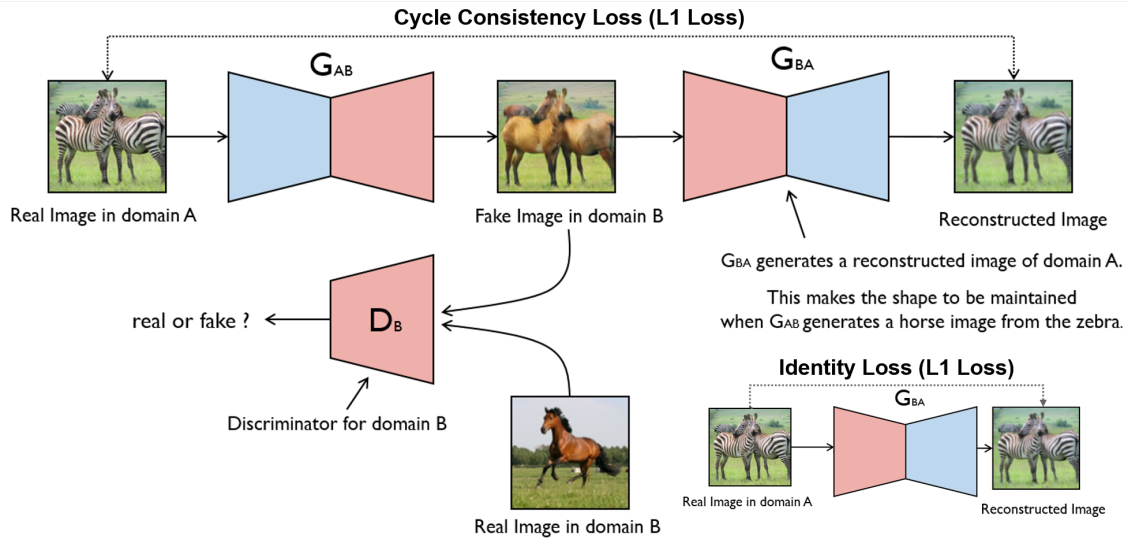 Cycle Consistency Loss (L1 Loss)
GAB
GBA
Real Image in domain A
Fake Image in domain B
Reconstructed Image
GBA generates a reconstructed image of domain A.
This makes the shape to be maintained
when GAB generates a horse image from the zebra.
real or fake ?
DB
Discriminator for domain B
Real Image in domain B
Identity Loss (L1 Loss)
GBA
Real Image in domain A
Reconstructed Image